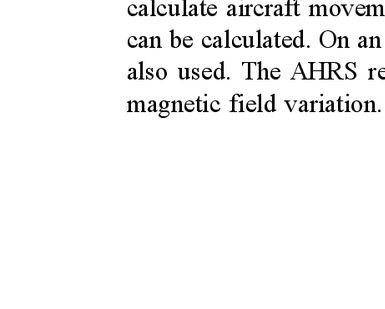 calculate aircraft movem
can be calculated. On an
also used. The AHRS re
magnetic field variation.